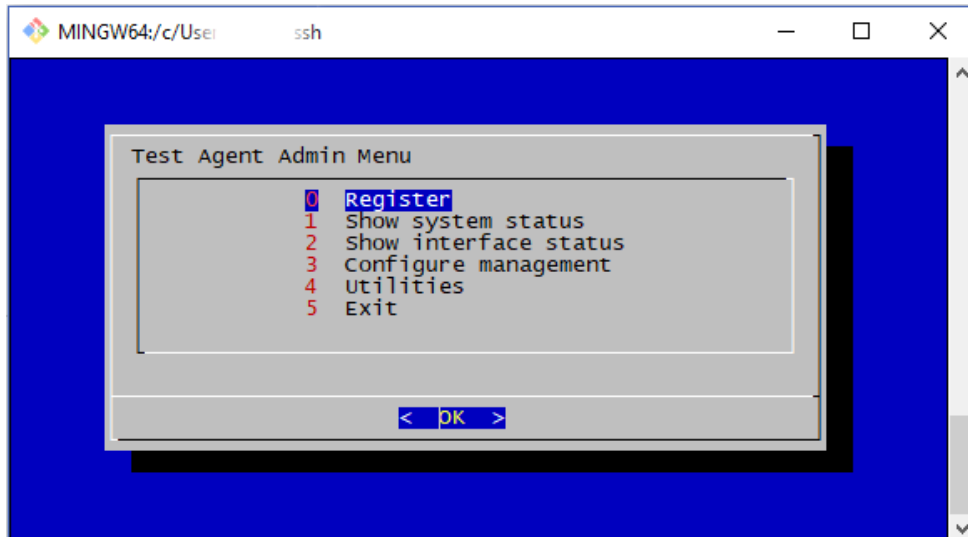 MINGW64:/c/User ssh
Test Agent Admin Menu
0 Register
1 Show system status
2 Show interface status
3 Configure management
4 Utilities
5 Exit
< OK >